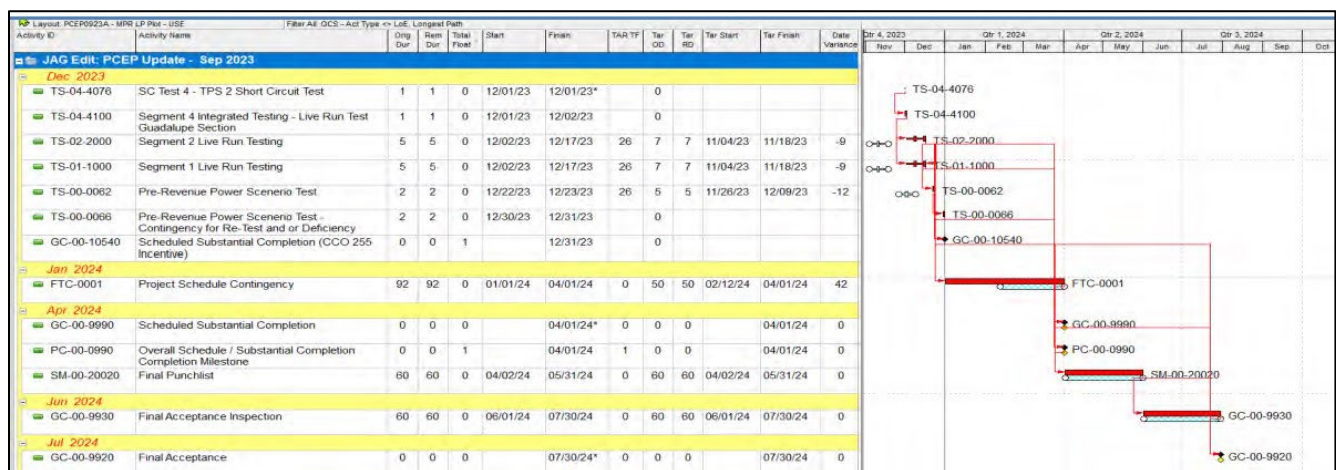 Layout: PCEP0923A - MPR LP Plot - USE Filter All: QCS - Act Type <> LoE, Longest Path
Activity ID Activity Name Orig Dur Rem Dur Total Float Start Finish TAR TF Tar OD Tar RD Tar Start Tar Finish Date Variance
Qtr 4, 2023 Qtr 1, 2024 Qtr 2, 2024 Qtr 3, 2024
Nov Dec Jan Feb Mar Apr May Jun Jul Aug Sep Oct
JAG Edit: PCEP Update - Sep 2023
Dec 2023
TS-04-4076 SC Test 4 - TPS 2 Short Circuit Test 1 1 0 12/01/23 12/01/23* 0 TS-04-4076
TS-04-4100 Segment 4 Integrated Testing - Live Run Test 1 1 0 12/01/23 12/02/23 0 TS-04-4100
Guadalupe Section
TS-02-2000 Segment 2 Live Run Testing 5 5 0 12/02/23 12/17/23 26 7 7 11/04/23 11/18/23 -9 TS-02-2000
TS-01-1000 Segment 1 Live Run Testing 5 5 0 12/02/23 12/17/23 26 7 7 11/04/23 11/18/23 -9 TS-01-1000
TS-00-0062 Pre-Revenue Power Scenerio Test 2 2 0 12/22/23 12/23/23 26 5 5 11/26/23 12/09/23 -12 TS-00-0062
TS-00-0066 Pre-Revenue Power Scenerio Test - 2 2 0 12/30/23 12/31/23 0 TS-00-0066
Contingency for Re-Test and or Deficiency
GC-00-10540 Scheduled Substantial Completion (CCO 255 0 0 1 12/31/23 0 GC-00-10540
Incentive)
Jan 2024
FTC-0001 Project Schedule Contingency 92 92 0 01/01/24 04/01/24 0 50 50 02/12/24 04/01/24 42 FTC-0001
Apr 2024
GC-00-9990 Scheduled Substantial Completion 0 0 0 04/01/24* 0 0 0 04/01/24 0 GC-00-9990
PC-00-0990 Overall Schedule / Substantial Completion 0 0 1 04/01/24 1 0 0 04/01/24 0 PC-00-0990
Completion Milestone
SM-00-20020 Final Punchlist 60 60 0 04/02/24 05/31/24 0 60 60 04/02/24 05/31/24 0 SM-00-20020
Jun 2024
GC-00-9930 Final Acceptance Inspection 60 60 0 06/01/24 07/30/24 0 60 60 06/01/24 07/30/24 0 GC-00-9930
Jul 2024
GC-00-9920 Final Acceptance 0 0 0 07/30/24* 0 0 0 07/30/24 0 GC-00-9920